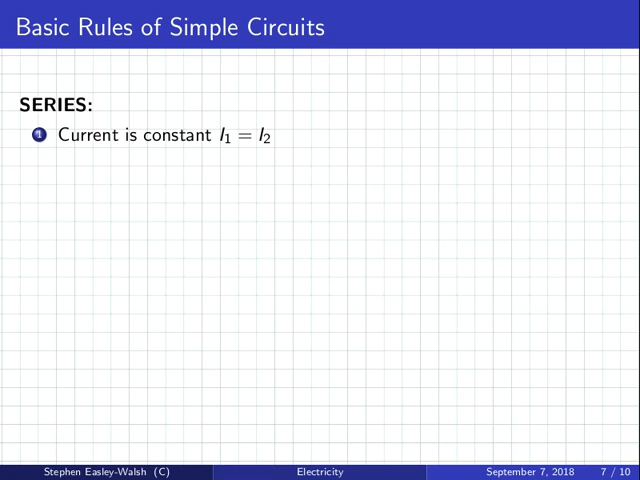 Basic Rules of Simple Circuits
SERIES:
1 Current is constant I₁ = I₂
Stephen Easley-Walsh (C) Electricity September 7, 2018 7 / 10